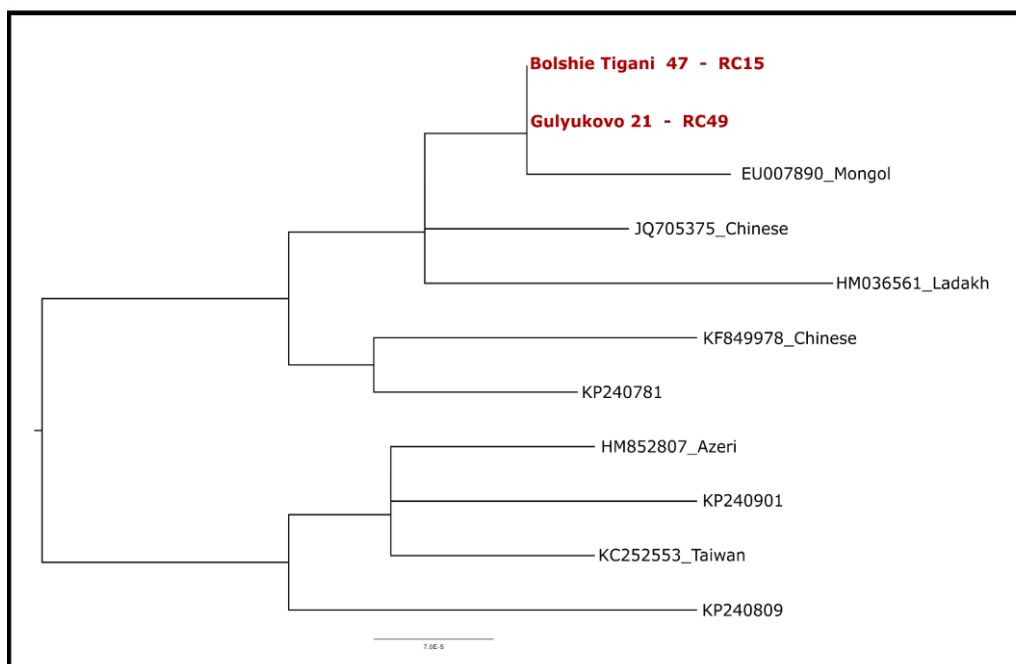 Bolshie Tigani 47 - RC15
Gulyukovo 21 - RC49
EU007890_Mongol
JQ705375_Chinese
HM036561_Ladakh
KF849978_Chinese
KP240781
HM852807_Azeri
KP240901
KC252553_Taiwan
KP240809
7.0E-5